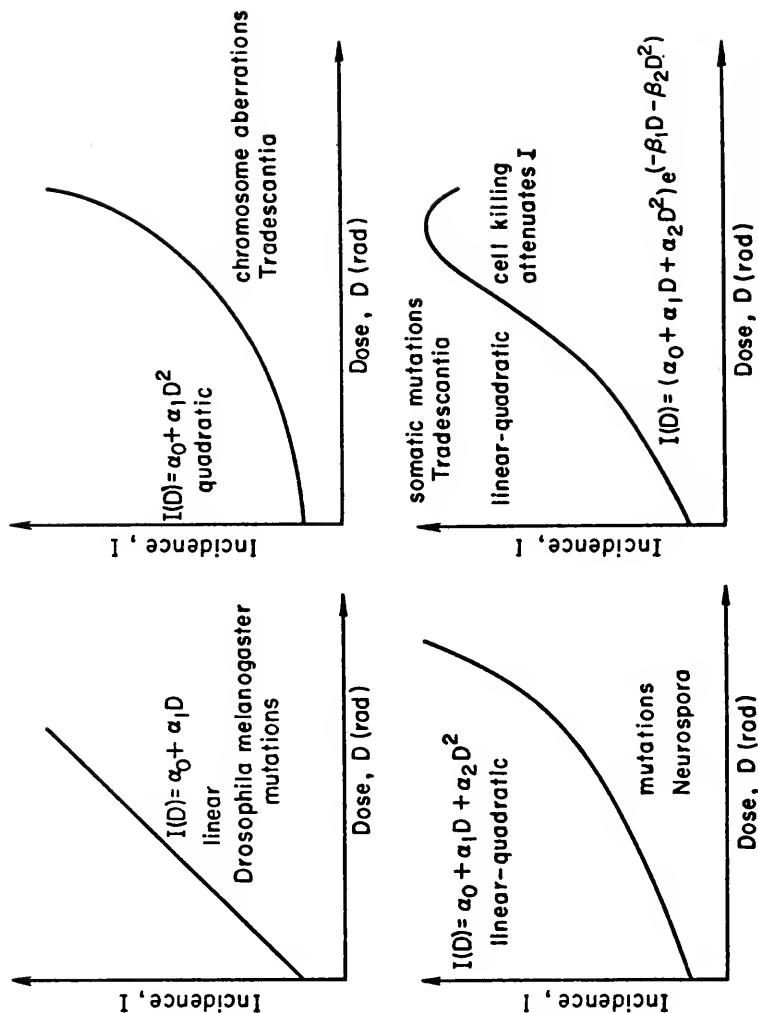 Incidence, I
I(D)=α₀+α₁D
linear
Drosophila melanogaster
mutations
Dose, D (rad)
Incidence, I
I(D)=α₀+α₁D²
quadratic
chromosome aberrations
Tradescantia
Dose, D (rad)
Incidence, I
I(D)=α₀+α₁D+α₂D²
linear-quadratic
mutations
Neurospora
Dose, D (rad)
Incidence, I
somatic mutations
Tradescantia
linear-quadratic
cell killing
attenuates I
I(D)=(α₀+α₁D+α₂D²)e^(-β₁D-β₂D²)
Dose, D (rad)